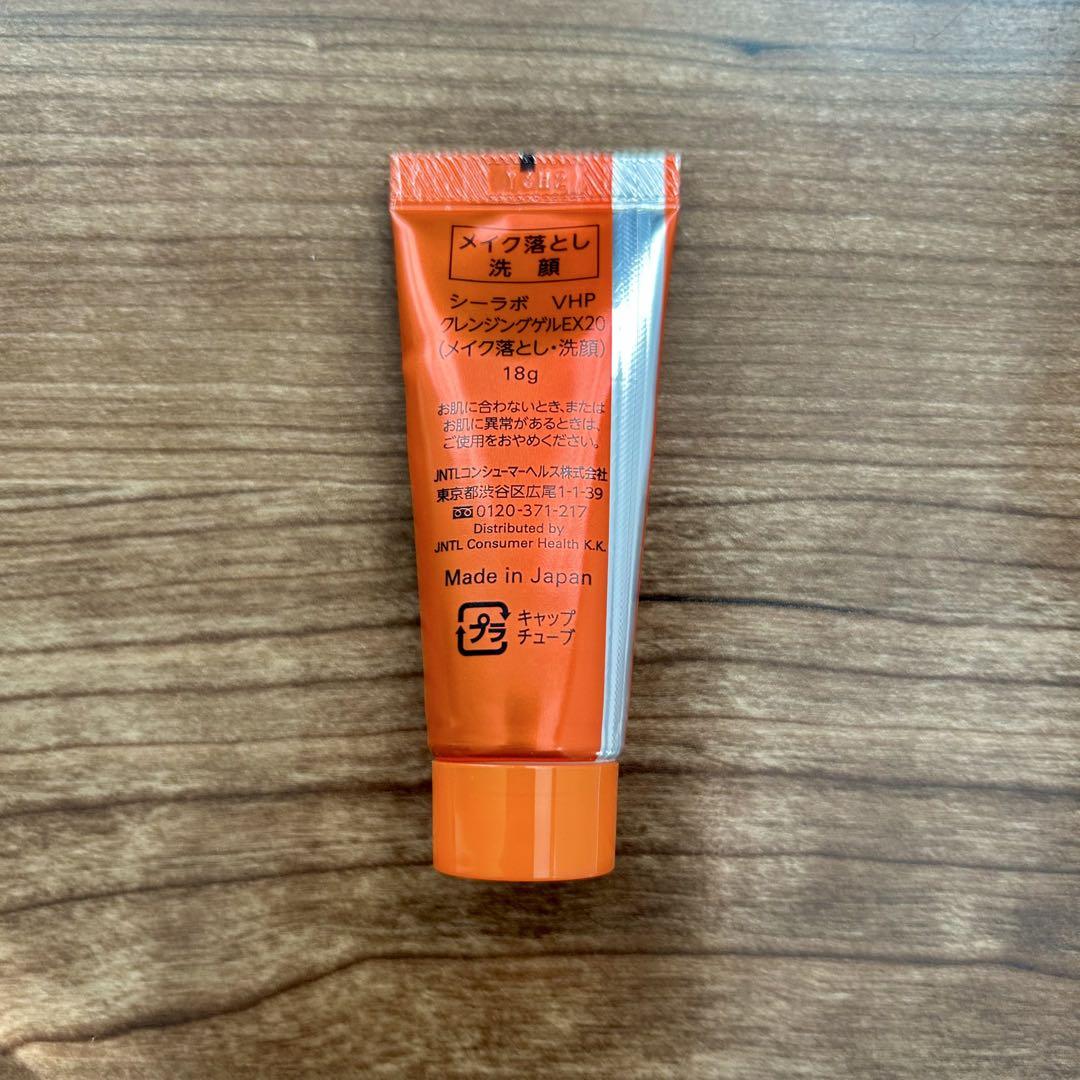 メイク落とし
洗 顔
シーラボ VHP
クレンジングゲルEX20
(メイク落とし・洗顔)
18g
お肌に合わないとき、または
お肌に異常があるときは、
ご使用をおやめください。
JNTLコンシューマーヘルス株式会社
東京都渋谷区広尾1-1-39
0120-371-217
Distributed by
JNTL Consumer Health K.K.
Made in Japan
プラ
キャップ
チューブ